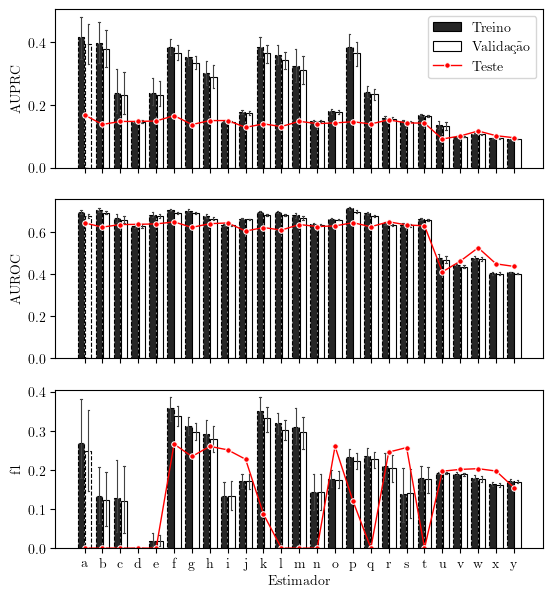 Treino
Validação
Teste
AUPRC
0.4
0.2
0.0
AUROC
0.6
0.4
0.2
0.0
f1
0.4
0.3
0.2
0.1
0.0
a b c d e f g h i j k l m n o p q r s t u v w x y
Estimador